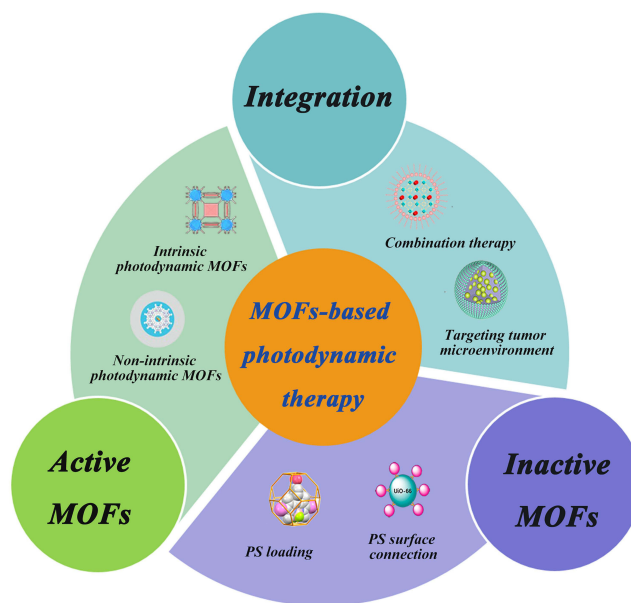 Integration
Combination therapy
Targeting tumor
microenvironment
Intrinsic
photodynamic MOFs
Non-intrinsic
photodynamic MOFs
MOFs-based
photodynamic
therapy
Active
MOFs
Inactive
MOFs
UiO-66
PS loading
PS surface
connection